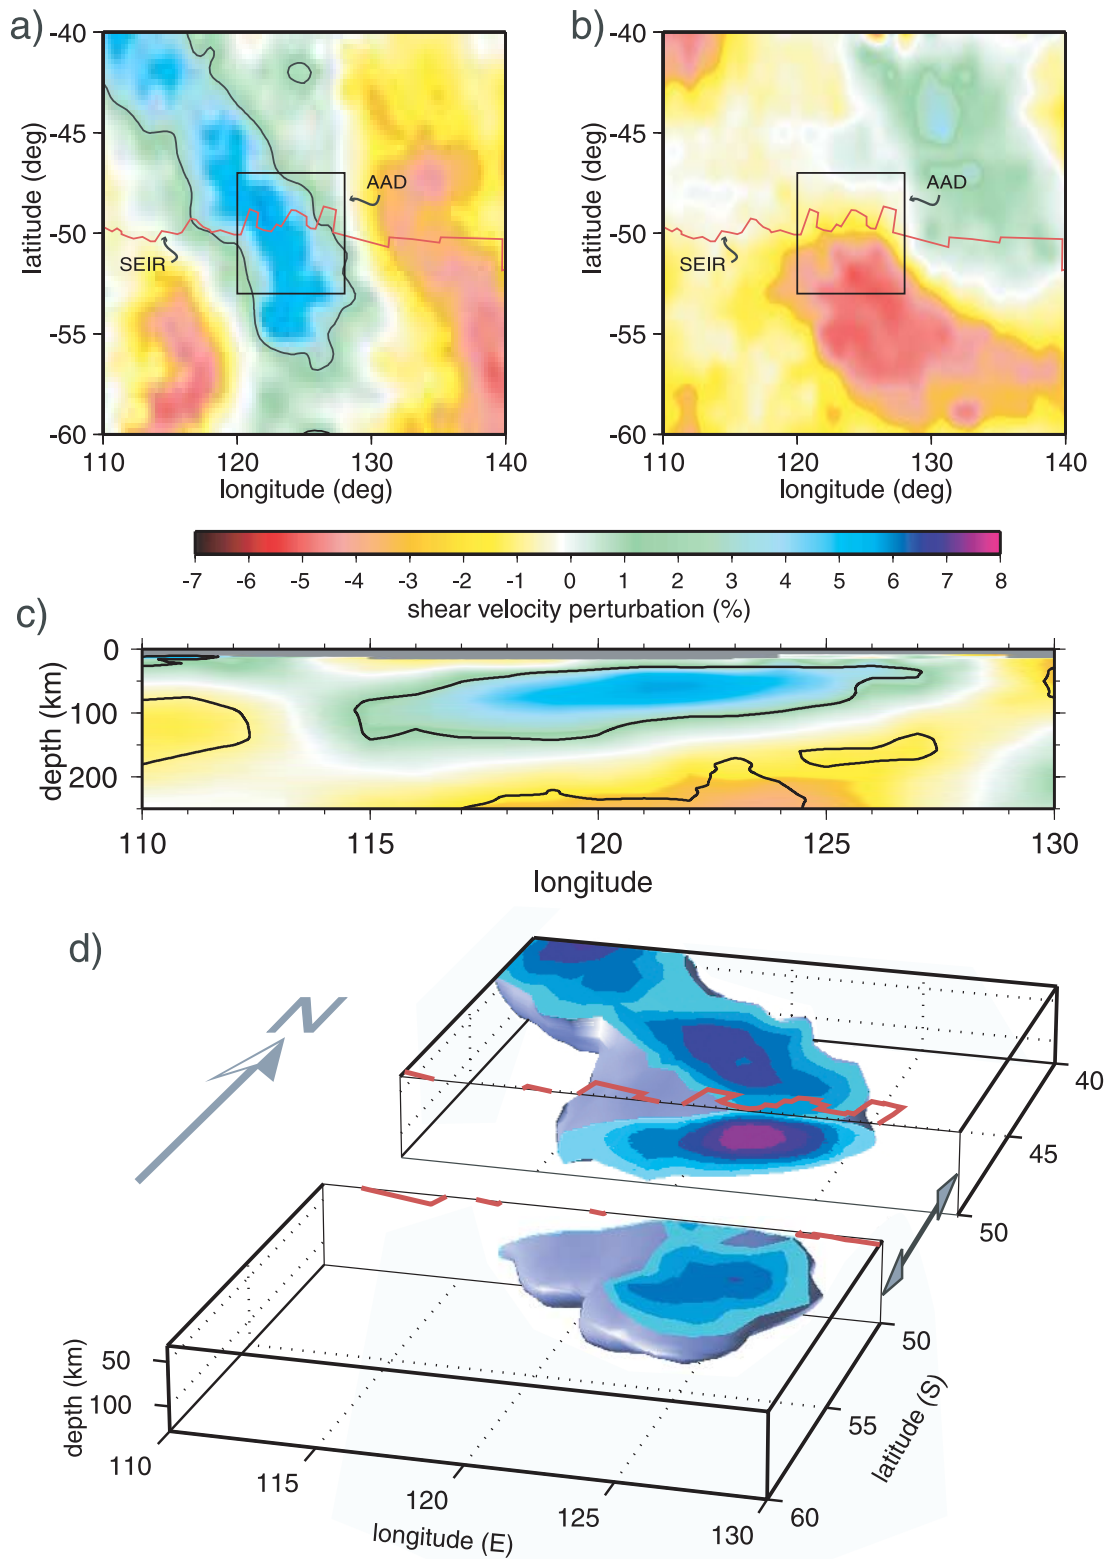 a)
b)
-40
-45
-50
-55
-60
latitude (deg)
AAD
SEIR
110
120
130
140
longitude (deg)
-40
-45
-50
-55
-60
latitude (deg)
AAD
SEIR
110
120
130
140
longitude (deg)
-7 -6 -5 -4 -3 -2 -1 0 1 2 3 4 5 6 7 8
shear velocity perturbation (%)
c)
0
100
200
depth (km)
110 115 120 125 130
longitude
d)
N
40
45
50
50
55
60
latitude (S)
50
100
depth (km)
110
115
120
125
130
longitude (E)